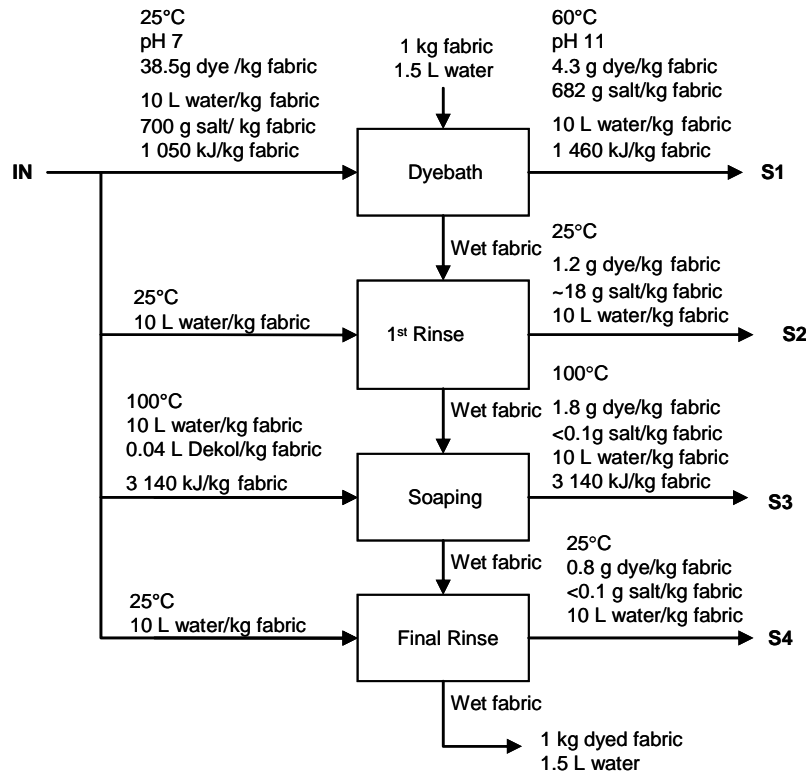 25°C
pH 7
38.5g dye /kg fabric
10 L water/kg fabric
700 g salt/ kg fabric
1 050 kJ/kg fabric
1 kg fabric
1.5 L water
60°C
pH 11
4.3 g dye/kg fabric
682 g salt/kg fabric
10 L water/kg fabric
1 460 kJ/kg fabric
IN
Dyebath
S1
Wet fabric
25°C
10 L water/kg fabric
1st Rinse
25°C
1.2 g dye/kg fabric
~18 g salt/kg fabric
10 L water/kg fabric
S2
Wet fabric
100°C
10 L water/kg fabric
0.04 L Dekol/kg fabric
3 140 kJ/kg fabric
Soaping
100°C
1.8 g dye/kg fabric
<0.1g salt/kg fabric
10 L water/kg fabric
3 140 kJ/kg fabric
S3
Wet fabric
25°C
10 L water/kg fabric
Final Rinse
25°C
0.8 g dye/kg fabric
<0.1 g salt/kg fabric
10 L water/kg fabric
S4
Wet fabric
1 kg dyed fabric
1.5 L water